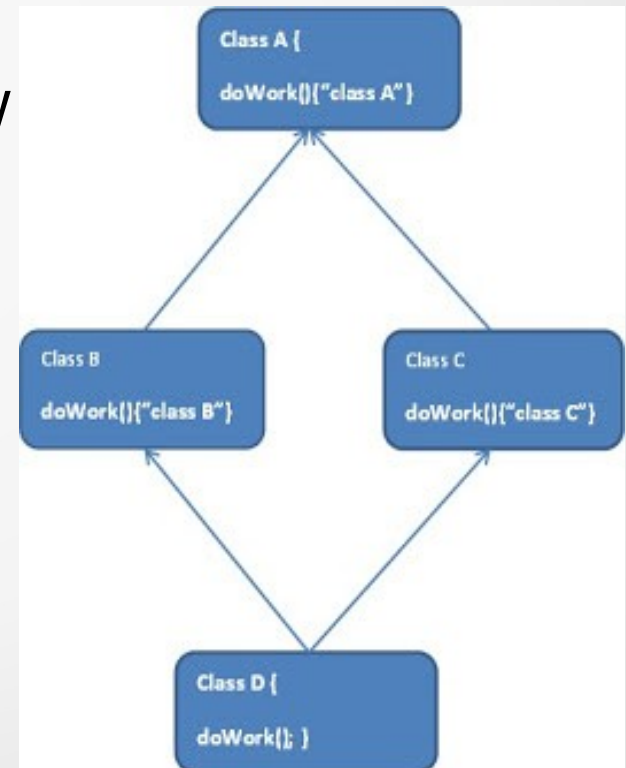 Class A {
doWork(){“class A”}
Class B
doWork(){“class B”}
Class C
doWork(){“class C”}
Class D {
doWork(); }